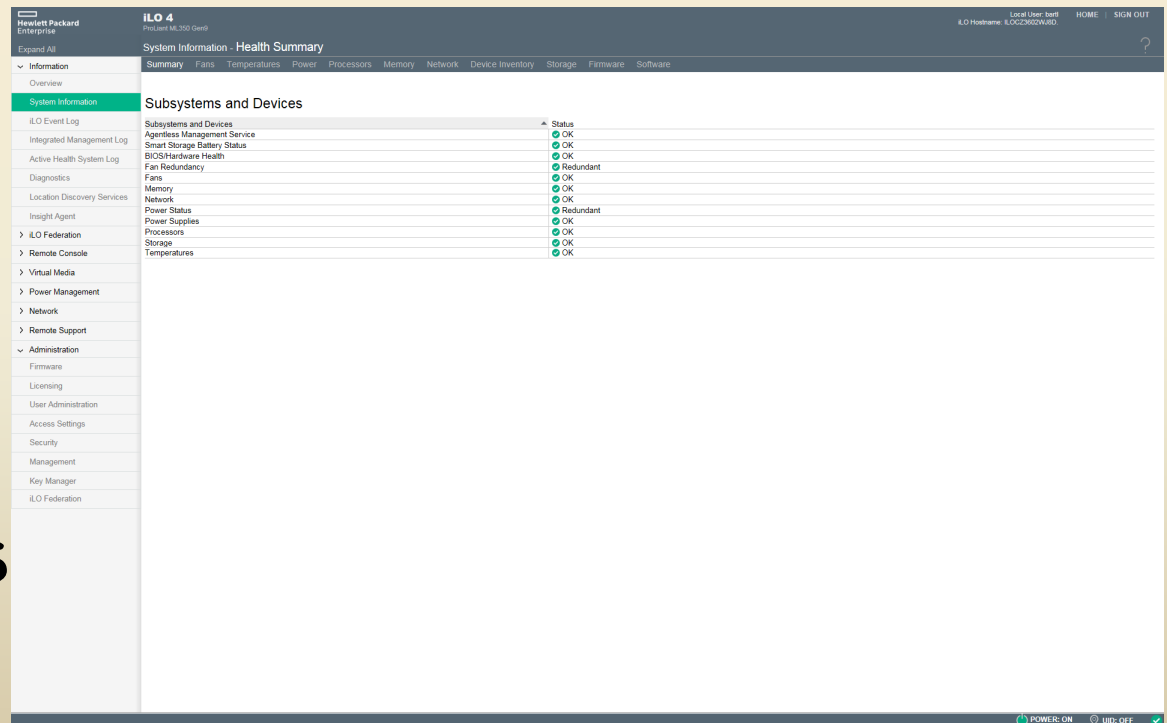 Hewlett Packard
Enterprise
iLO 4
ProLiant ML350 Gen9
Local User: bartl
iLO Hostname: ILOCZ3602WJ6D.
HOME | SIGN OUT
Expand All
System Information - Health Summary
?
Summary Fans Temperatures Power Processors Memory Network Device Inventory Storage Firmware Software
Information
Overview
System Information
iLO Event Log
Integrated Management Log
Active Health System Log
Diagnostics
Location Discovery Services
Insight Agent
iLO Federation
Remote Console
Virtual Media
Power Management
Network
Remote Support
Administration
Firmware
Licensing
User Administration
Access Settings
Security
Management
Key Manager
iLO Federation
Subsystems and Devices
Subsystems and Devices Status
Agentless Management Service OK
Smart Storage Battery Status OK
BIOS/Hardware Health OK
Fan Redundancy Redundant
Fans OK
Memory OK
Network OK
Power Status Redundant
Power Supplies OK
Processors OK
Storage OK
Temperatures OK
POWER: ON UID: OFF